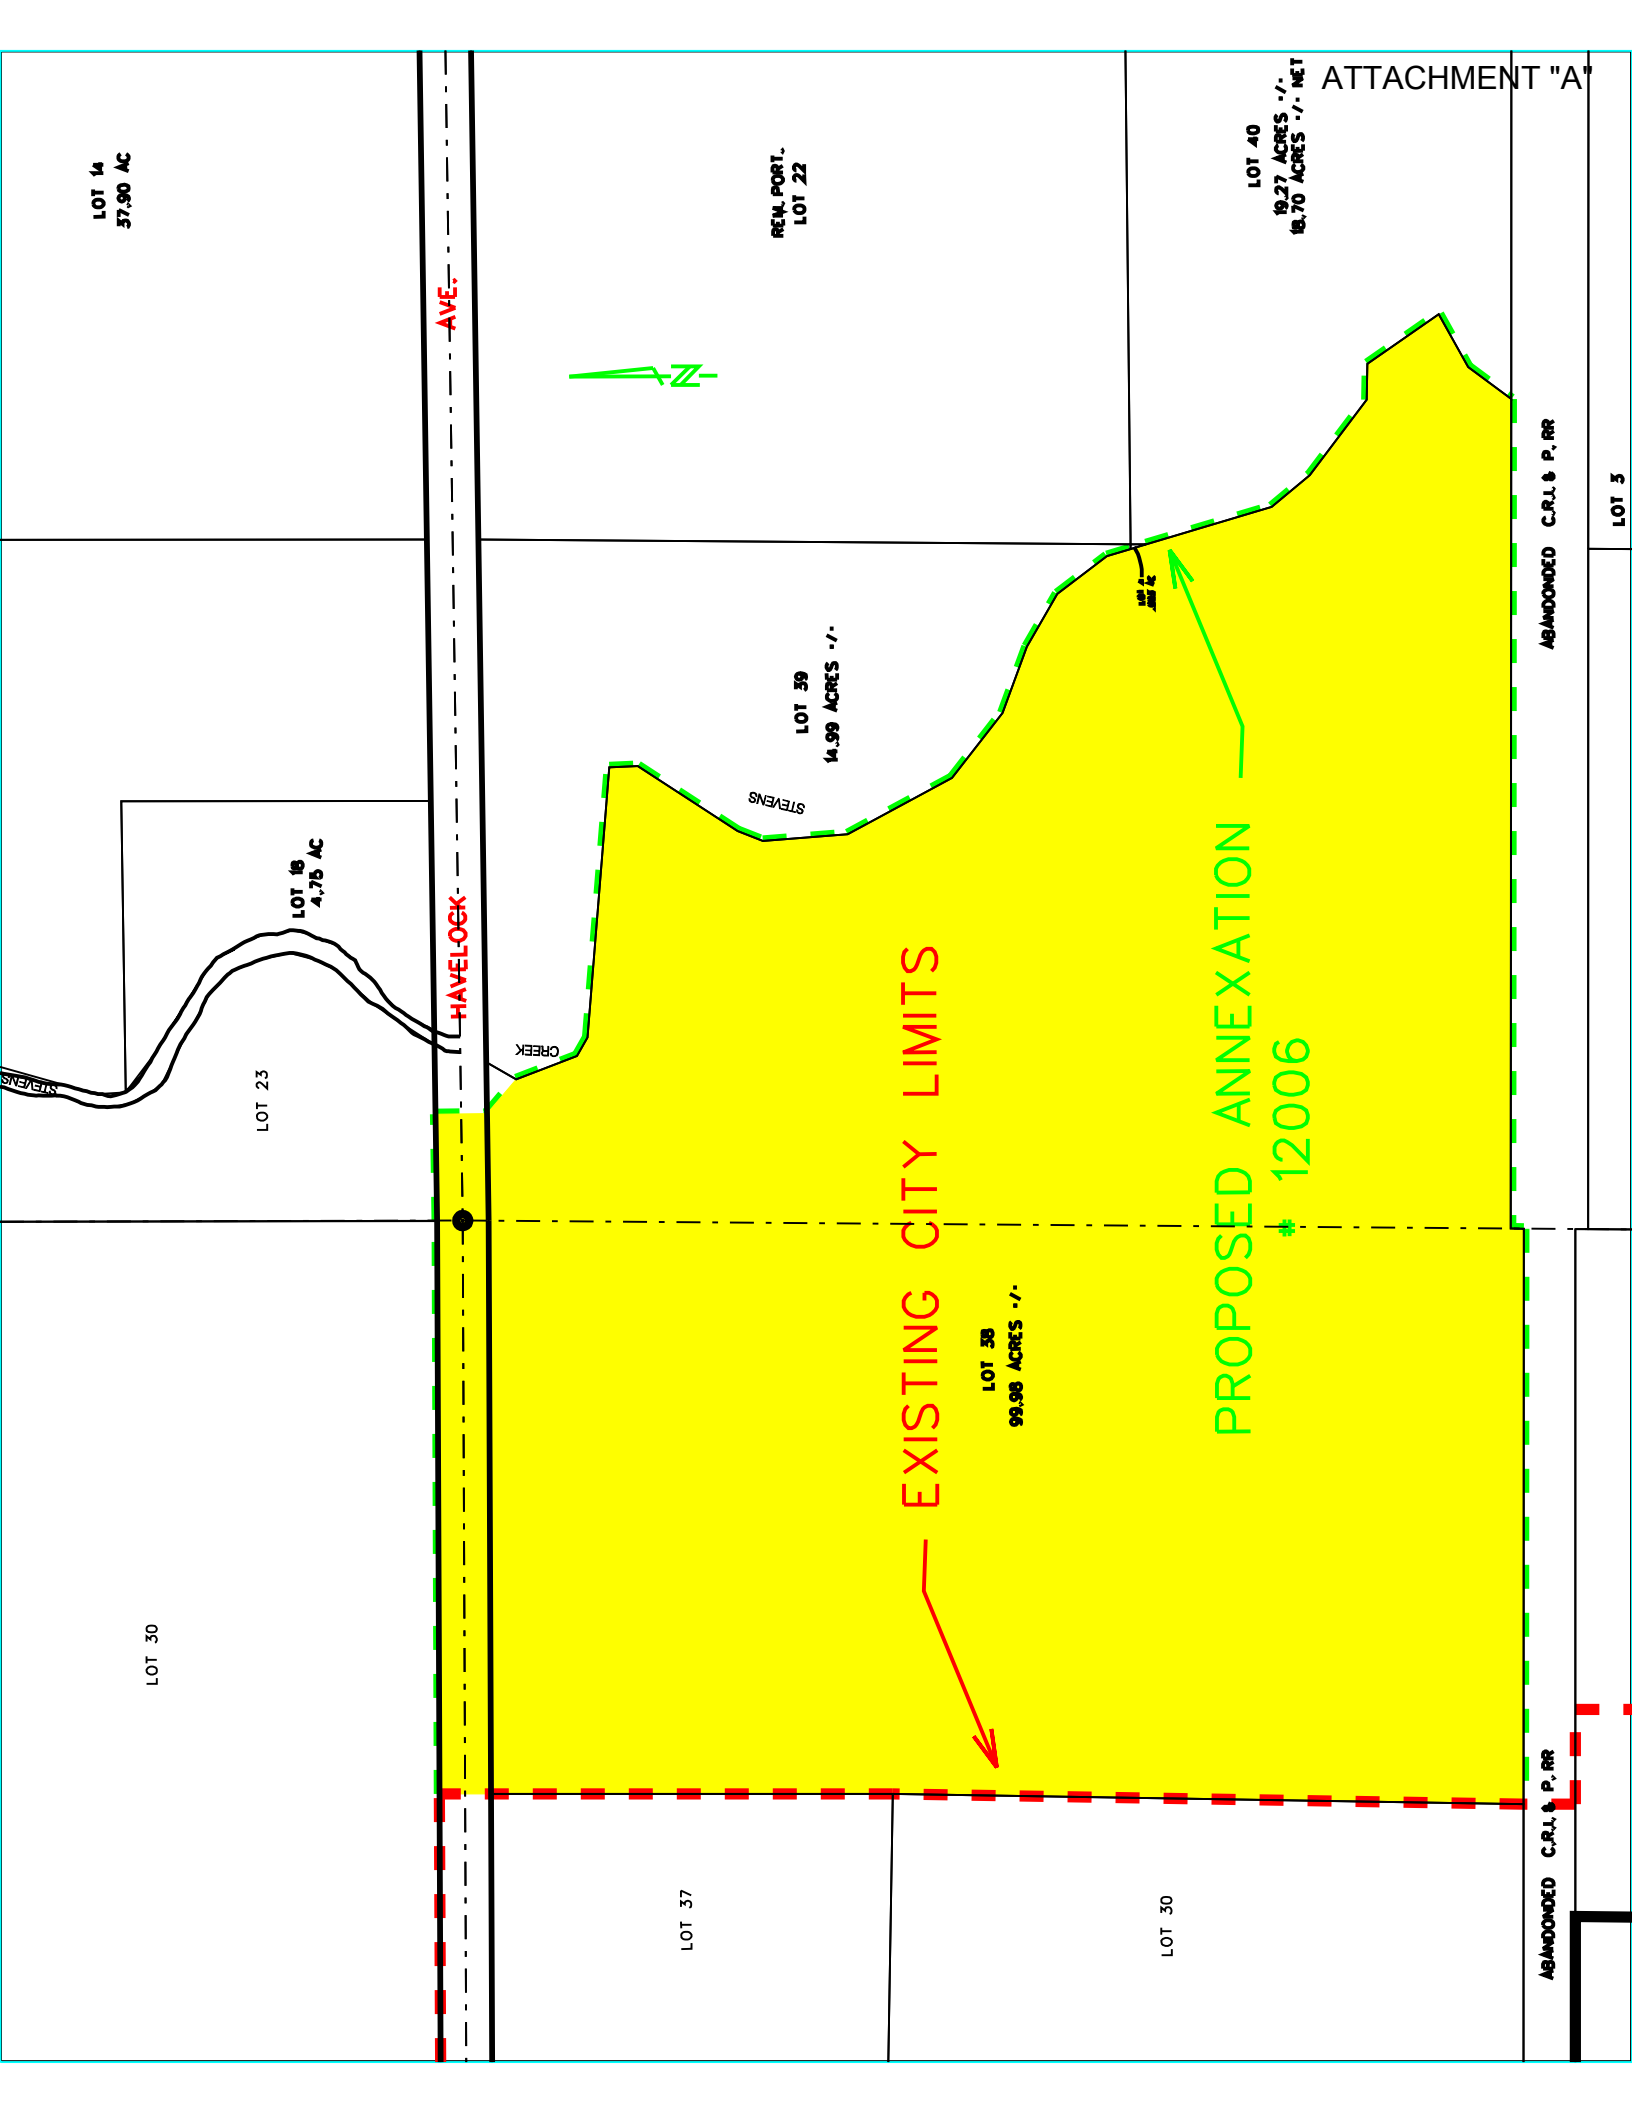 ATTACHMENT "A"
LOT 14
37.90 AC
AVE.
REM. PORT.
LOT 22
LOT 40
19.27 ACRES +/-
18.70 ACRES +/- NET
N
ABANDONDED C.R.I. & P. RR
LOT 3
LOT 39
14.99 ACRES +/-
STEVENS
LOT 18
4.75 AC
HAVELOCK
CREEK
STEVENS
LOT 23
EXISTING CITY LIMITS
PROPOSED ANNEXATION
# 12006
LOT 38
99.98 ACRES +/-
LOT 30
LOT 37
LOT 30
ABANDONDED C.R.I. & P. RR